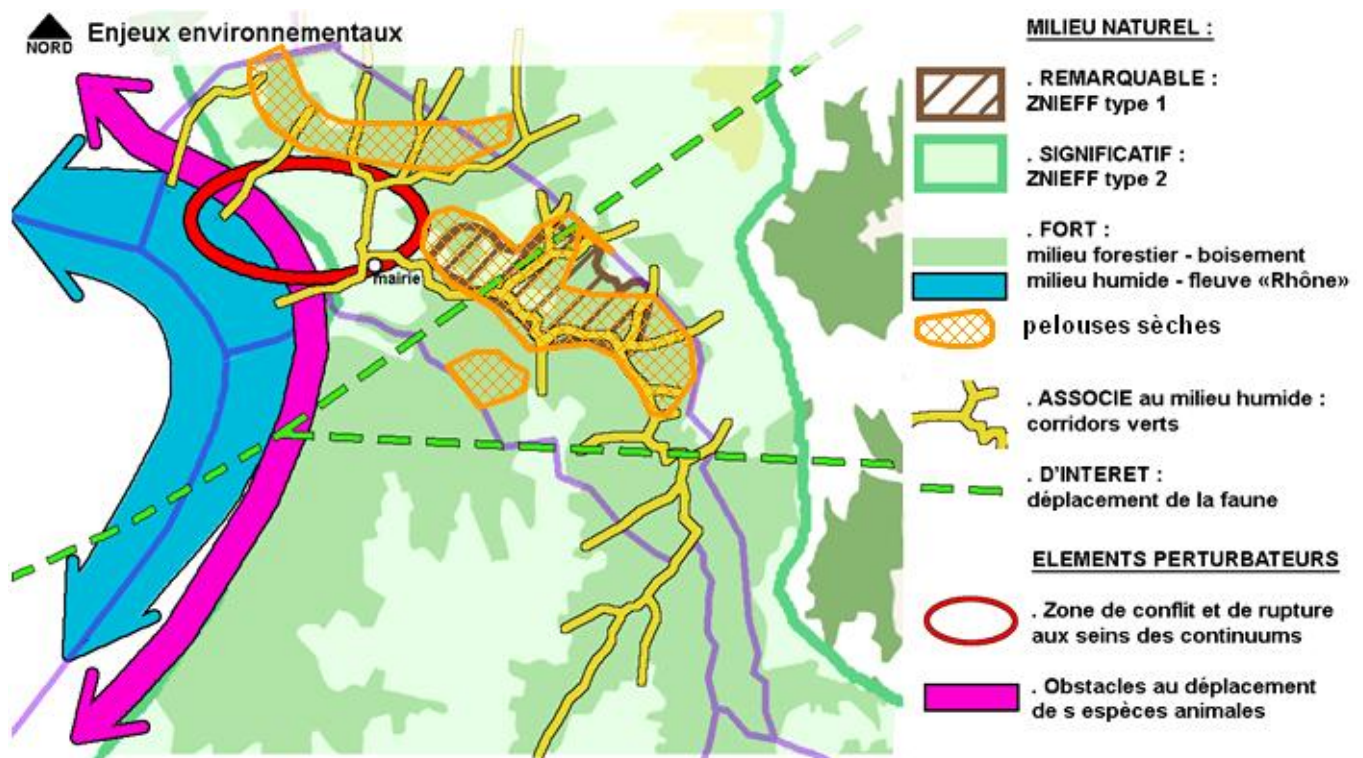 NORD Enjeux environnementaux
mairie
MILIEU NATUREL :
. REMARQUABLE :
ZNIEFF type 1
. SIGNIFICATIF :
ZNIEFF type 2
. FORT :
milieu forestier - boisement
milieu humide - fleuve «Rhône»
pelouses sèches
. ASSOCIE au milieu humide :
corridors verts
. D'INTERET :
déplacement de la faune
ELEMENTS PERTURBATEURS
. Zone de conflit et de rupture
aux seins des continuums
. Obstacles au déplacement
de s espèces animales